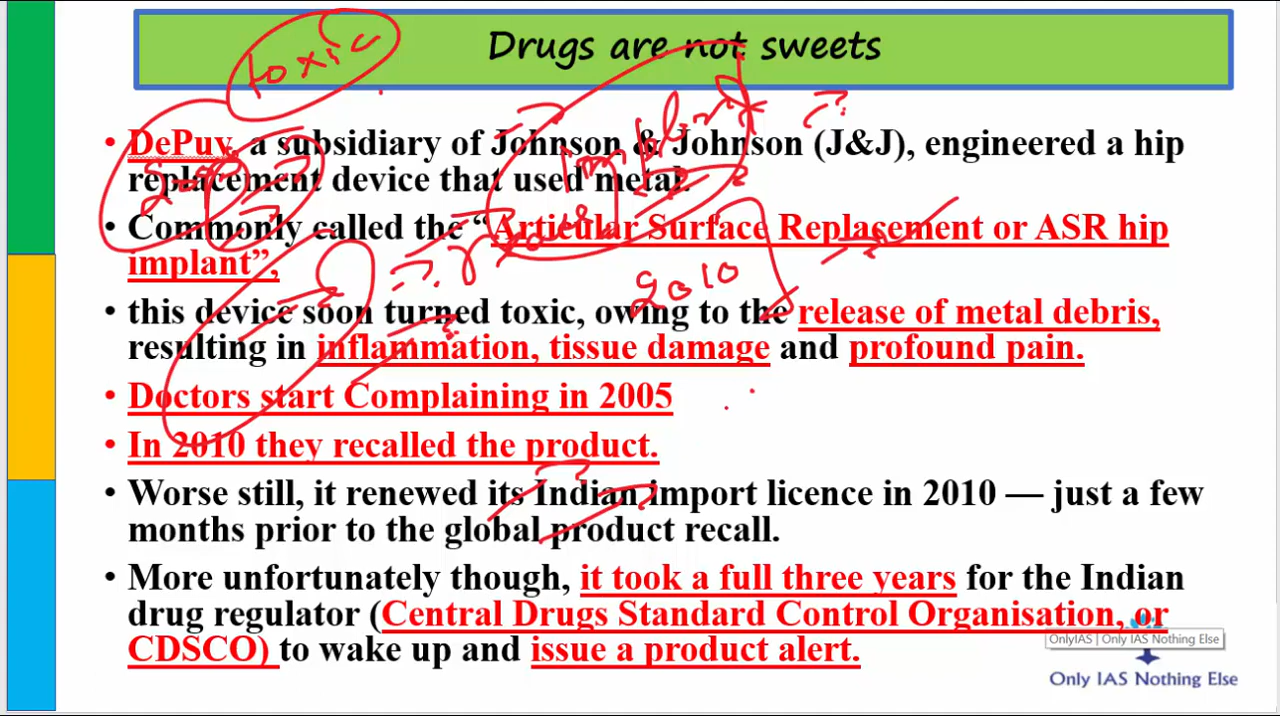 Drugs are not sweets
toxic
• DePuy, a subsidiary of Johnson & Johnson (J&J), engineered a hip
replacement device that used metal.
• Commonly called the “Articular Surface Replacement or ASR hip
implant”,
2010
• this device soon turned toxic, owing to the release of metal debris,
resulting in inflammation, tissue damage and profound pain.
• Doctors start Complaining in 2005
• In 2010 they recalled the product.
• Worse still, it renewed its Indian import licence in 2010 — just a few
months prior to the global product recall.
• More unfortunately though, it took a full three years for the Indian
drug regulator (Central Drugs Standard Control Organisation, or
CDSCO) to wake up and issue a product alert.
OnlyIAS | Only IAS Nothing Else
Only IAS Nothing Else